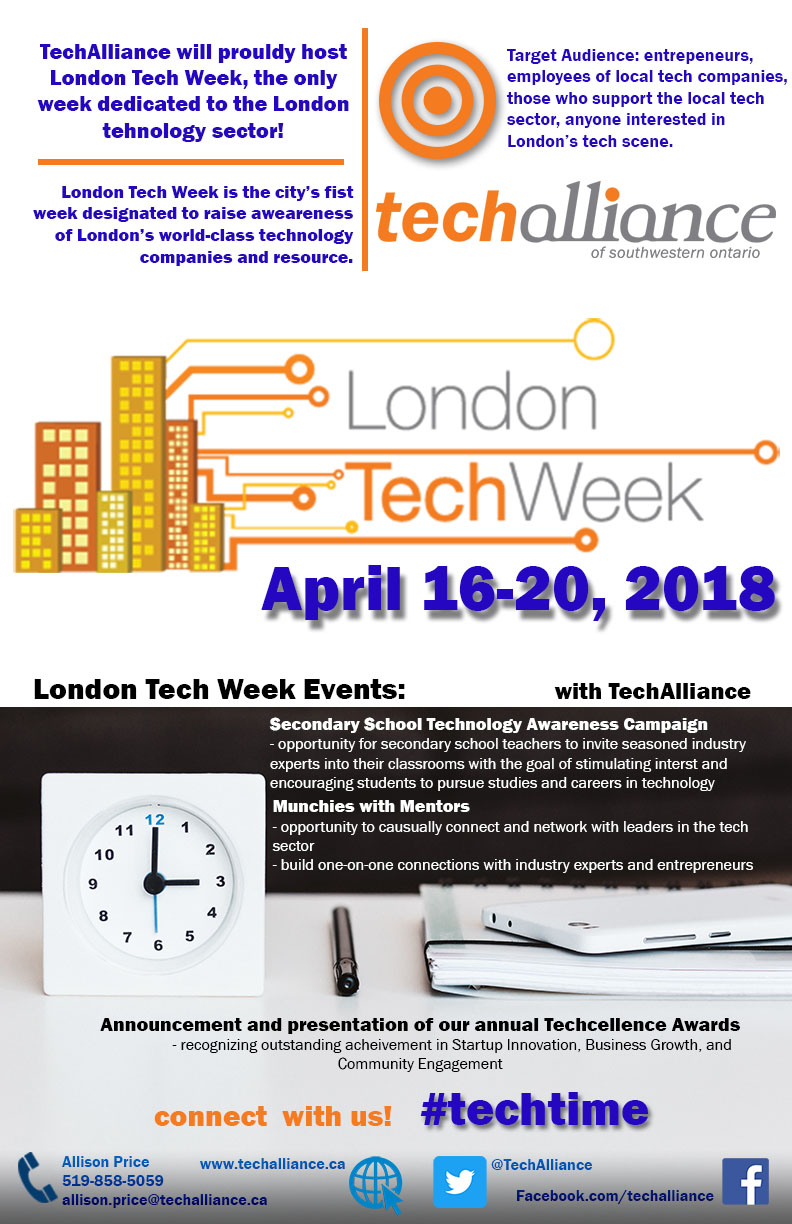 TechAlliance will prouldy host
London Tech Week, the only
week dedicated to the London
tehnology sector!
London Tech Week is the city's fist
week designated to raise aweareness
of London's world-class technology
companies and resource.
Target Audience: entrepeneurs,
employees of local tech companies,
those who support the local tech
sector, anyone interested in
London's tech scene.
techalliance
of southwestern ontario
London
TechWeek
April 16-20, 2018
London Tech Week Events:
with TechAlliance
Secondary School Technology Awareness Campaign
- opportunity for secondary school teachers to invite seasoned industry
experts into their classrooms with the goal of stimulating interst and
encouraging students to pursue studies and careers in technology
Munchies with Mentors
- opportunity to causually connect and network with leaders in the tech
sector
- build one-on-one connections with industry experts and entrepreneurs
12
1
2
3
4
5
6
7
8
9
10
11
Announcement and presentation of our annual Techcellence Awards
- recognizing outstanding acheivement in Startup Innovation, Business Growth, and
Community Engagement
connect with us! #techtime
Allison Price
519-858-5059
allison.price@techalliance.ca
www.techalliance.ca
@TechAlliance
Facebook.com/techalliance
f